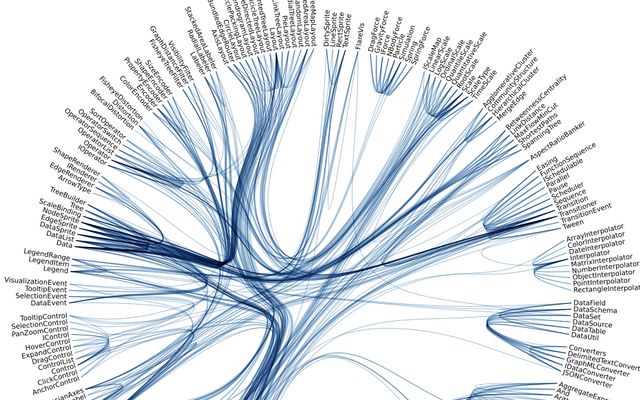 StackedAreaLabeler
RadialLabeler
Labeler
VisibilityFilter
GraphDistanceFilter
FisheyeTreeFilter
SizeEncoder
ShapeEncoder
PropertyEncoder
Encoder
ColorEncoder
FisheyeDistortion
Distortion
BifocalDistortion
SortOperator
OperatorSwitch
OperatorSequence
OperatorList
Operator
IOperator
ShapeRenderer
IRenderer
EdgeRenderer
ArrowType
TreeBuilder
Tree
ScaleBinding
NodeSprite
EdgeSprite
DataSprite
DataList
Data
LegendRange
LegendItem
Legend
VisualizationEvent
TooltipEvent
SelectionEvent
DataEvent
TooltipControl
SelectionControl
PanZoomControl
IControl
HoverControl
ExpandControl
DragControl
ControlList
Control
ClickControl
AnchorControl
DirtySprite
LineSprite
RectSprite
TextSprite
FlareVis
DragForce
GravityForce
IForce
NBodyForce
Particle
Simulation
Spring
SpringForce
IScaleMap
LinearScale
LogScale
OrdinalScale
QuantileScale
QuantitativeScale
RootScale
Scale
ScaleType
TimeScale
AgglomerativeCluster
CommunityStructure
HierarchicalCluster
MergeEdge
BetweennessCentrality
LinkDistance
MaxFlowMinCut
ShortestPaths
SpanningTree
AspectRatioBanker
Easing
FunctionSequence
ISchedulable
Parallel
Pause
Scheduler
Sequence
Transition
Transitioner
TransitionEvent
Tween
ArrayInterpolator
ColorInterpolator
DateInterpolator
Interpolator
MatrixInterpolator
NumberInterpolator
ObjectInterpolator
PointInterpolator
RectangleInterpolat
DataField
DataSchema
DataSet
DataSource
DataTable
DataUtil
Converters
DelimitedTextConvert
GraphMLConverter
IDataConverter
JSONConverter
AggregateExp
And